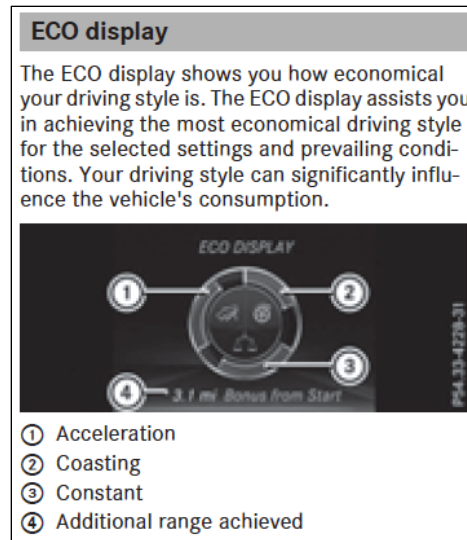 ECO display
The ECO display shows you how economical
your driving style is. The ECO display assists you
in achieving the most economical driving style
for the selected settings and prevailing condi-
tions. Your driving style can significantly influ-
ence the vehicle's consumption.
ECO DISPLAY
1
2
3
4
3.1 mi Bonus from Start
P54.33-4228-31
① Acceleration
② Coasting
③ Constant
④ Additional range achieved